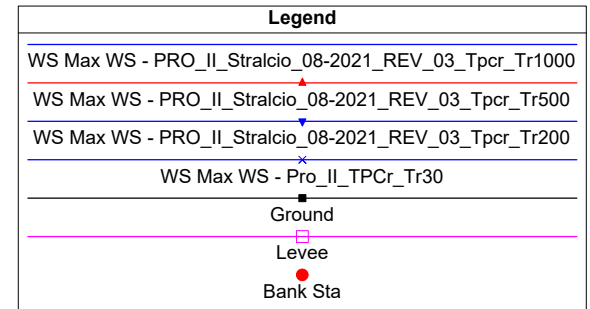 Legend
WS Max WS - PRO_II_Stralcio_08-2021_REV_03_Tpcr_Tr1000
WS Max WS - PRO_II_Stralcio_08-2021_REV_03_Tpcr_Tr500
WS Max WS - PRO_II_Stralcio_08-2021_REV_03_Tpcr_Tr200
WS Max WS - Pro_II_TPCr_Tr30
Ground
Levee
Bank Sta